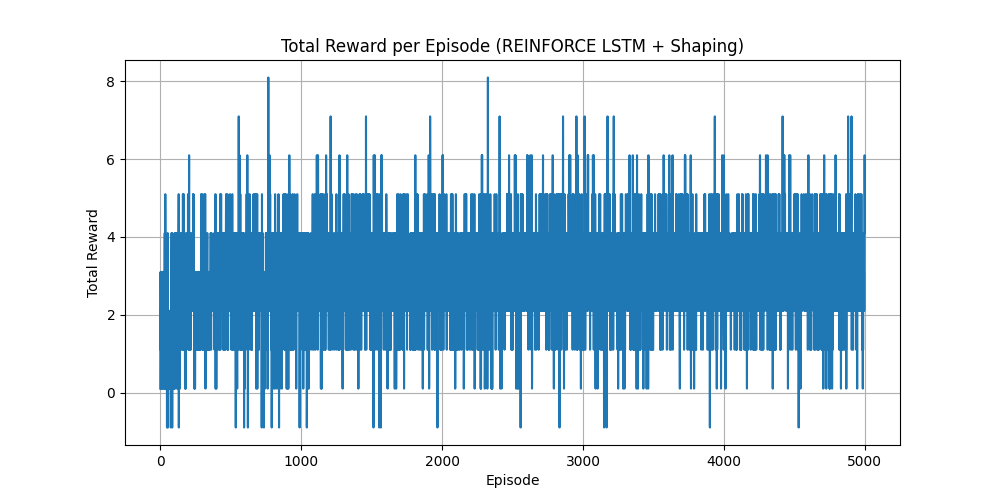 Total Reward per Episode (REINFORCE LSTM + Shaping)
8
6
4
2
0
Total Reward
0 1000 2000 3000 4000 5000
Episode